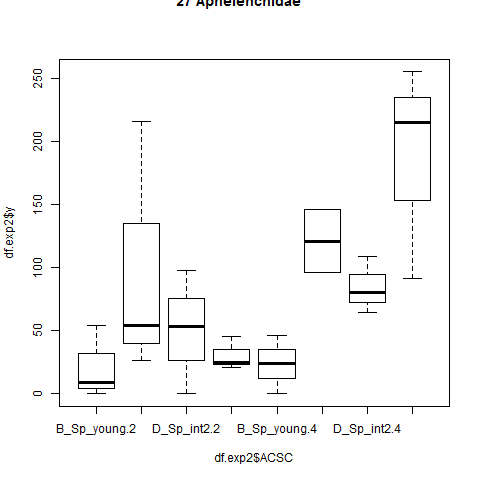 27 Aphelenchidae
250
200
150
100
50
0
df.exp2$y
B_Sp_young.2 D_Sp_int2.2 B_Sp_young.4 D_Sp_int2.4
df.exp2$ACSC